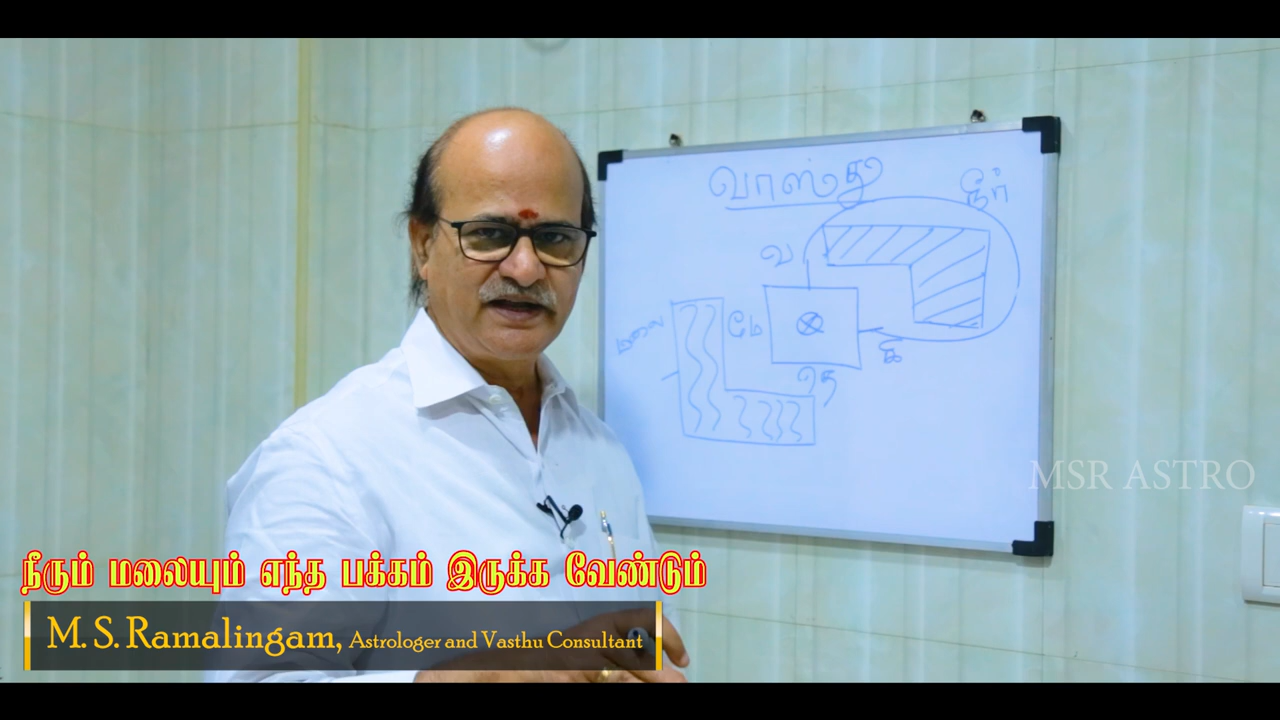 வாஸ்து
நீர்
வ
மலை
மே
கி
தெ
MSR ASTRO
நீரும் மலையும் எந்த பக்கம் இருக்க வேண்டும்
M. S. Ramalingam, Astrologer and Vasthu Consultant